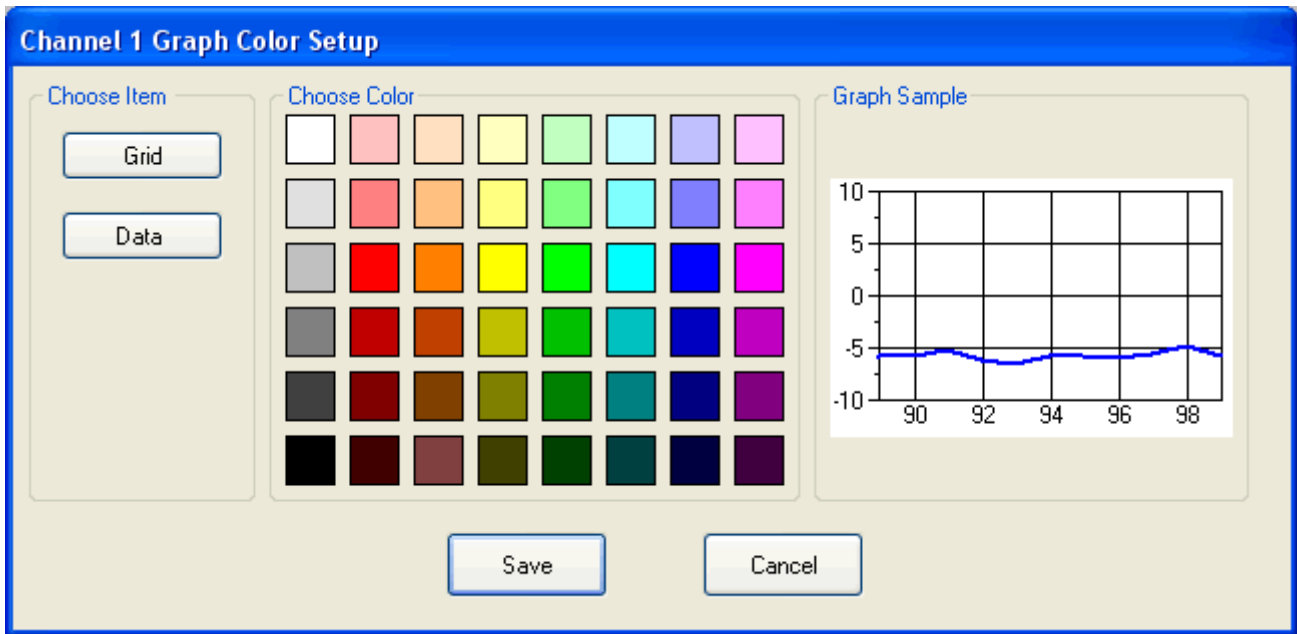 Channel 1 Graph Color Setup
Choose Item
Grid
Data
Choose Color
Graph Sample
10
5
0
-5
-10
90 92 94 96 98
Save
Cancel